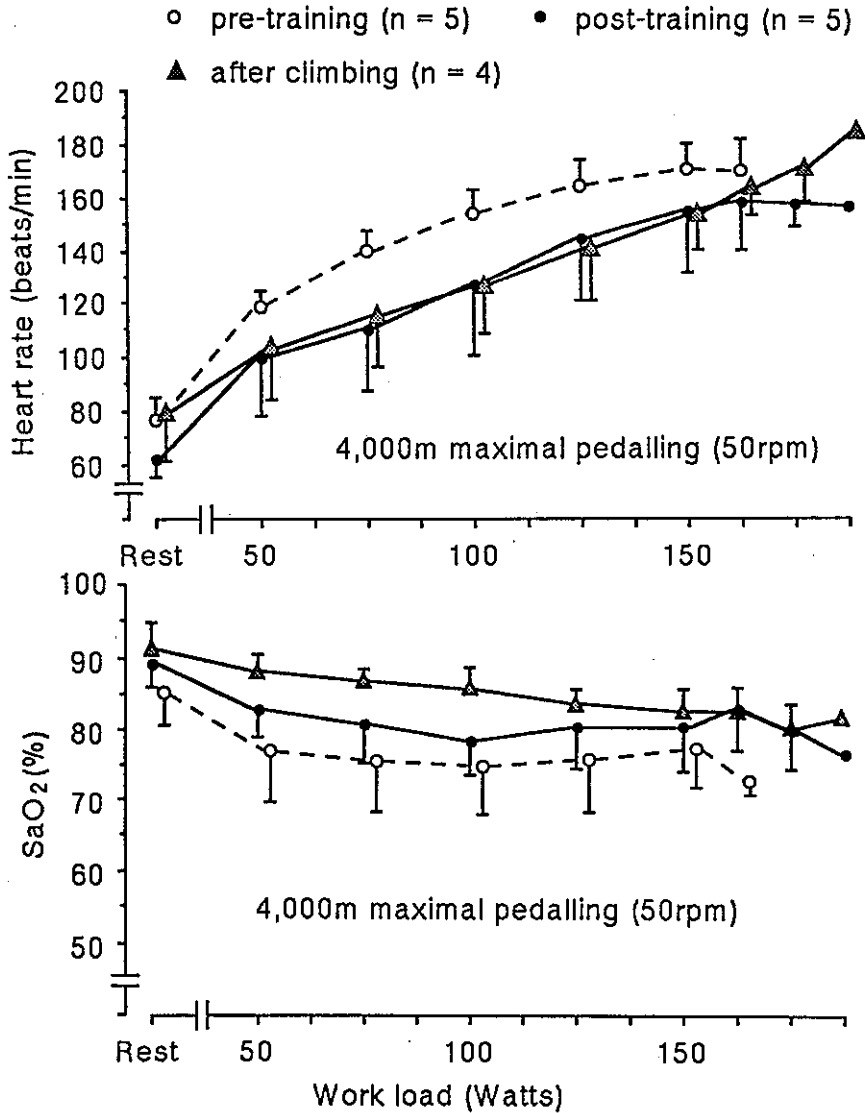 pre-training (n = 5) post-training (n = 5)
after climbing (n = 4)
Heart rate (beats/min)
200
180
160
140
120
100
80
60
4,000m maximal pedalling (50rpm)
Rest 50 100 150
SaO₂(%)
100
90
80
70
60
50
4,000m maximal pedalling (50rpm)
Rest 50 100 150
Work load (Watts)